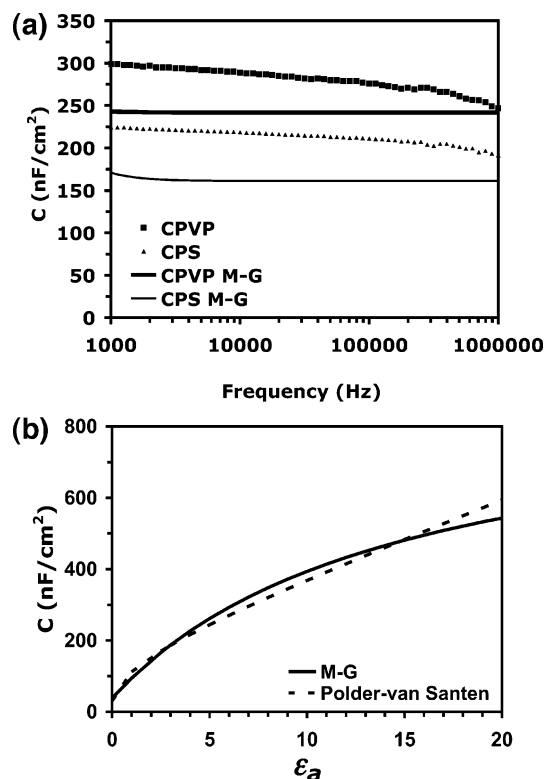 (a)
C (nF/cm²)
350
300
250
200
150
100
50
0
CPVP
CPS
CPVP M-G
CPS M-G
1000 10000 100000 1000000
Frequency (Hz)
(b)
C (nF/cm²)
800
600
400
200
0
M-G
Polder-van Santen
0 5 10 15 20
εa